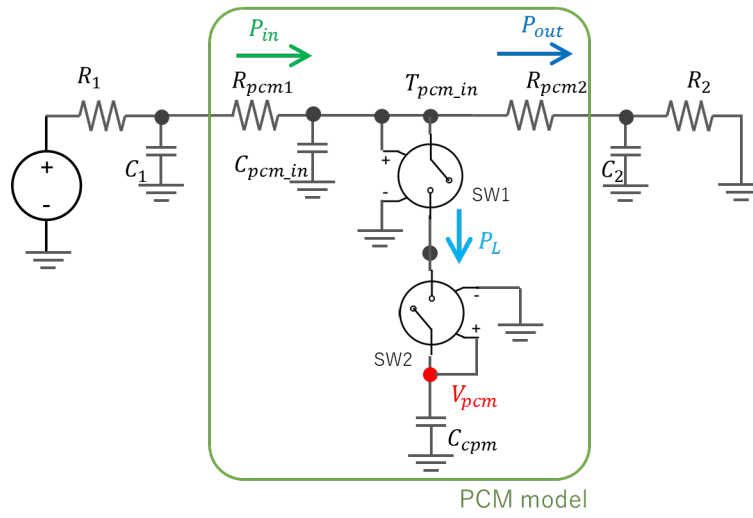 P_in
P_out
R_1
R_pcm1
T_pcm_in
R_pcm2
R_2
+
-
C_1
C_pcm_in
+
-
SW1
C_2
P_L
-
+
SW2
V_pcm
C_cpm
PCM model